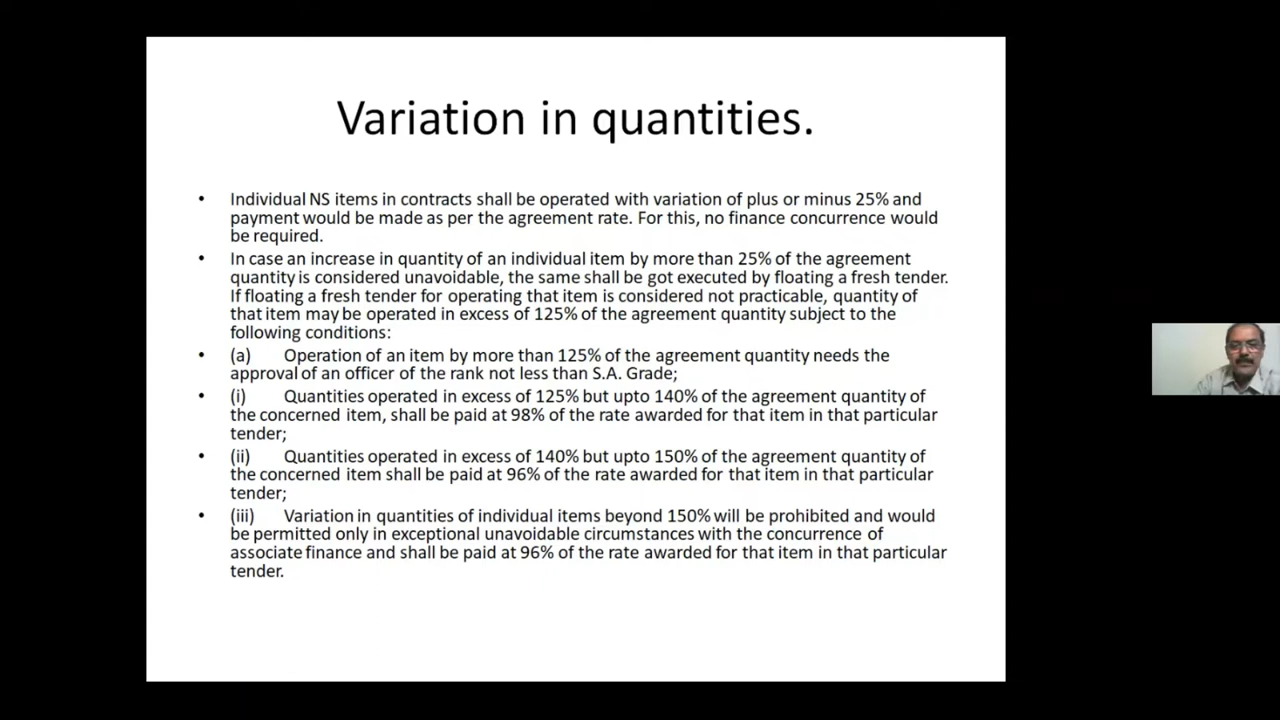 Variation in quantities.
• Individual NS items in contracts shall be operated with variation of plus or minus 25% and
payment would be made as per the agreement rate. For this, no finance concurrence would
be required.
• In case an increase in quantity of an individual item by more than 25% of the agreement
quantity is considered unavoidable, the same shall be got executed by floating a fresh tender.
If floating a fresh tender for operating that item is considered not practicable, quantity of
that item may be operated in excess of 125% of the agreement quantity subject to the
following conditions:
• (a) Operation of an item by more than 125% of the agreement quantity needs the
approval of an officer of the rank not less than S.A. Grade;
• (i) Quantities operated in excess of 125% but upto 140% of the agreement quantity of
the concerned item, shall be paid at 98% of the rate awarded for that item in that particular
tender;
• (ii) Quantities operated in excess of 140% but upto 150% of the agreement quantity of
the concerned item shall be paid at 96% of the rate awarded for that item in that particular
tender;
• (iii) Variation in quantities of individual items beyond 150% will be prohibited and would
be permitted only in exceptional unavoidable circumstances with the concurrence of
associate finance and shall be paid at 96% of the rate awarded for that item in that particular
tender.